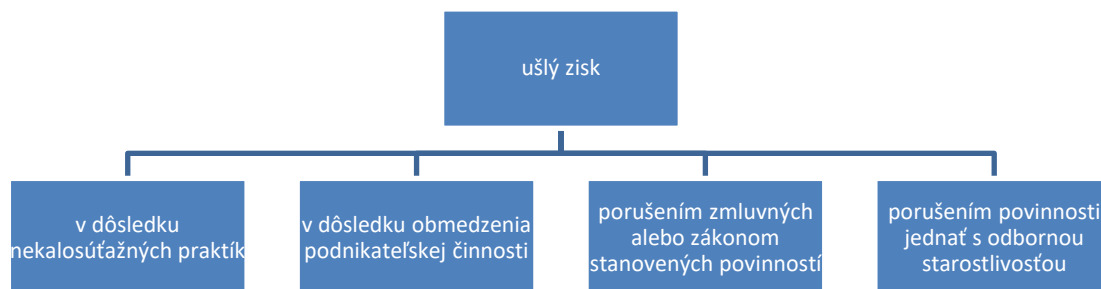 ušlý zisk
v dôsledku
nekalosúťažných praktík
v dôsledku obmedzenia
podnikateľskej činnosti
porušením zmluvných
alebo zákonom
stanovených povinností
porušením povinnosti
jednať s odbornou
starostlivosťou